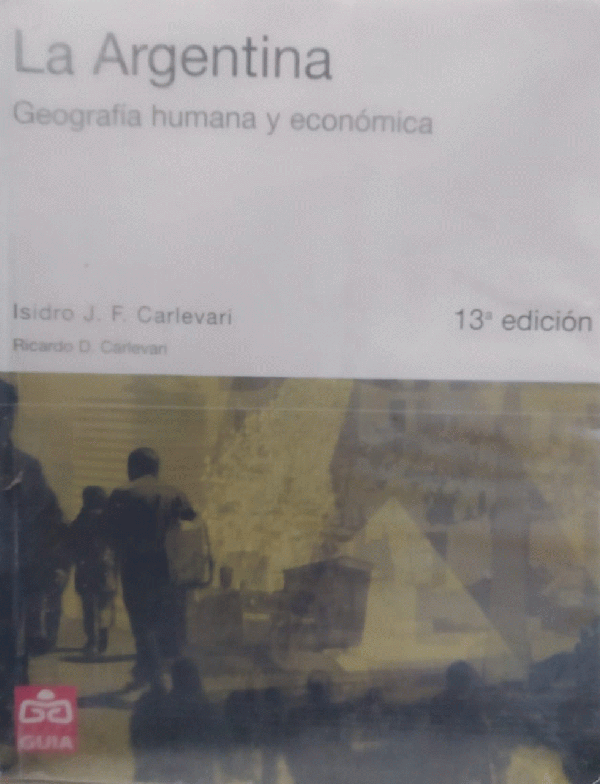 La Argentina
Geografía humana y económica
Isidro J. F. Carlevari
13ª edición
Ricardo D. Carlevari
GUIA